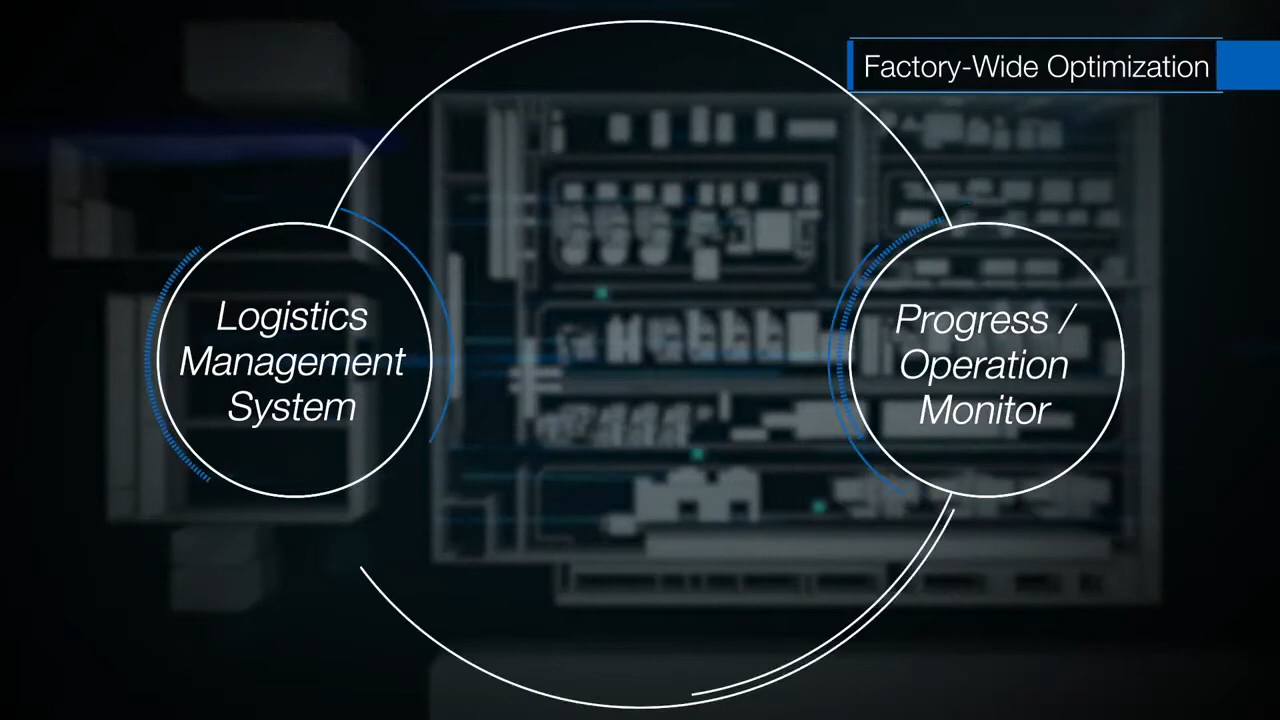 Factory-Wide Optimization
Logistics
Management
System
Progress /
Operation
Monitor